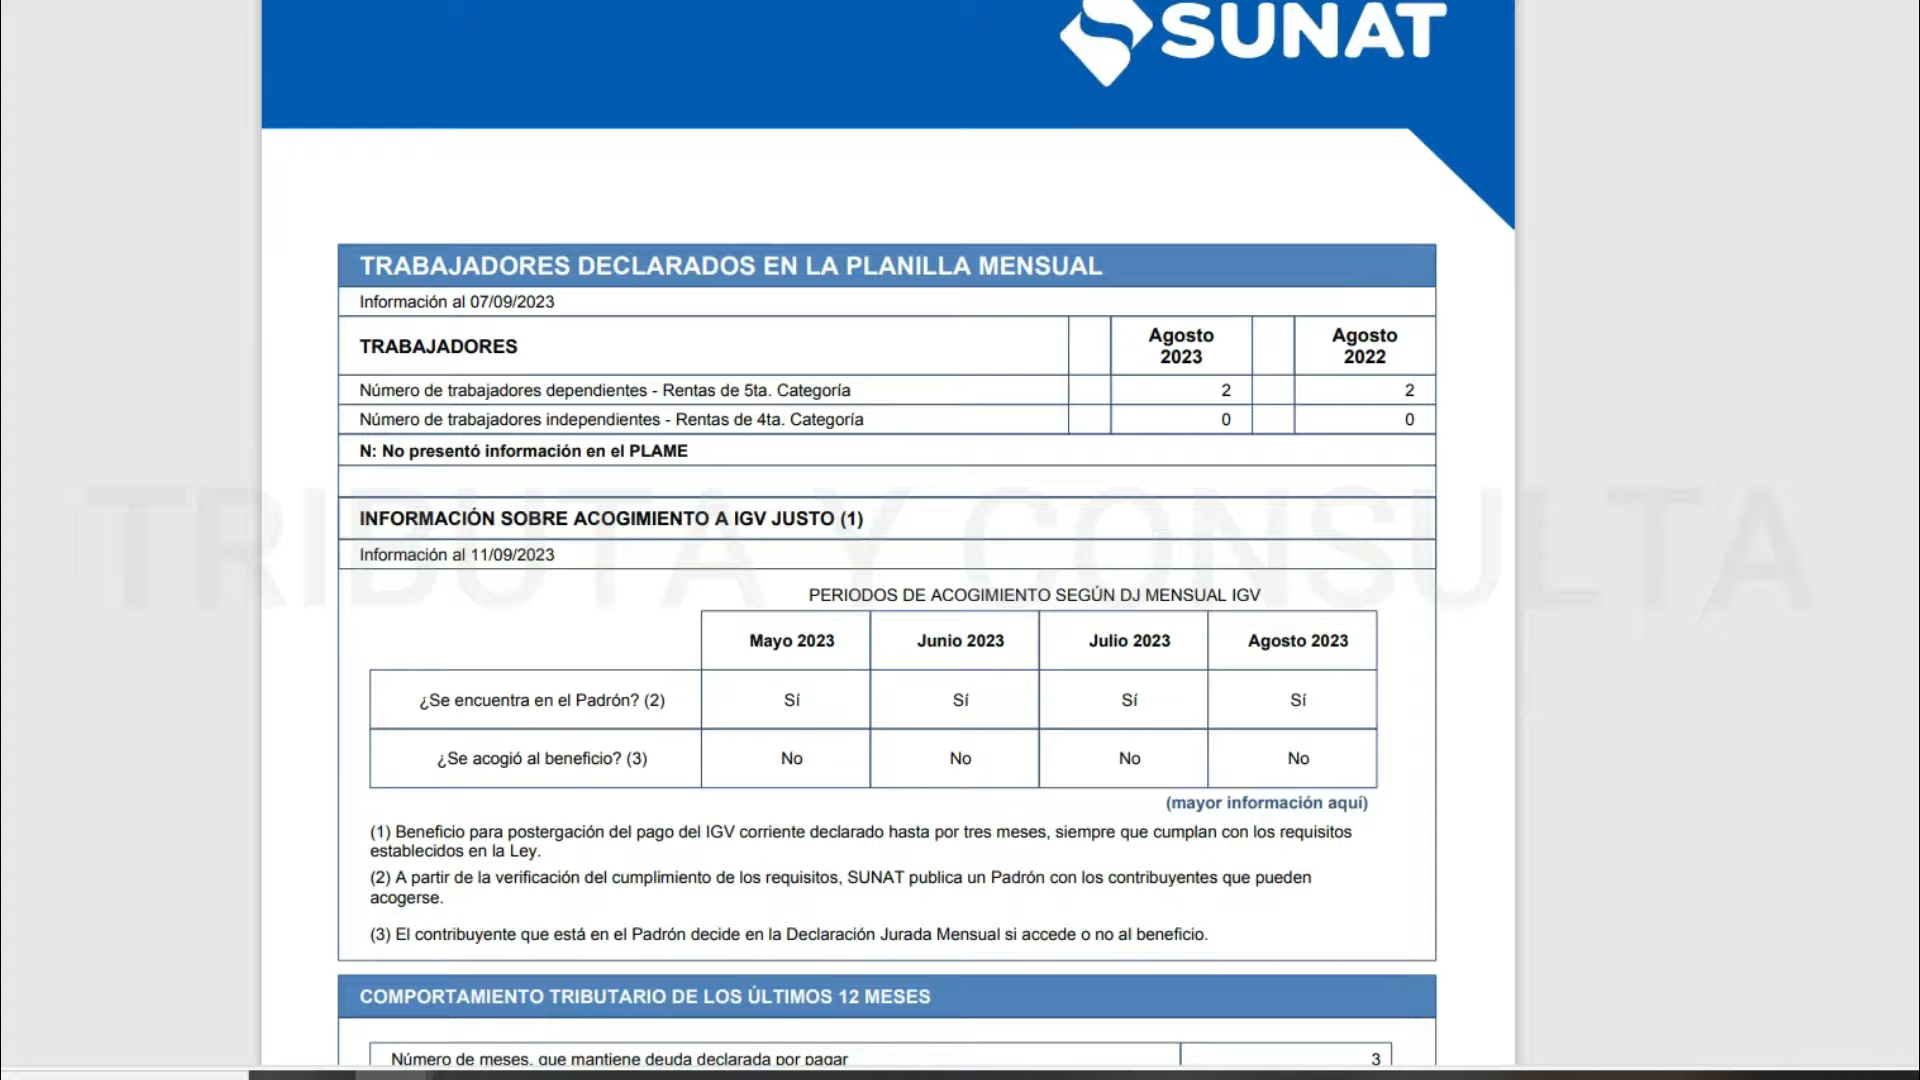 SUNAT
TRABAJADORES DECLARADOS EN LA PLANILLA MENSUAL
Información al 07/09/2023
TRABAJADORES Agosto 2023 Agosto 2022
Número de trabajadores dependientes - Rentas de 5ta. Categoría 2 2
Número de trabajadores independientes - Rentas de 4ta. Categoría 0 0
N: No presentó información en el PLAME
TRIBUTA Y CONSULTA
INFORMACIÓN SOBRE ACOGIMIENTO A IGV JUSTO (1)
Información al 11/09/2023
PERIODOS DE ACOGIMIENTO SEGÚN DJ MENSUAL IGV
Mayo 2023 Junio 2023 Julio 2023 Agosto 2023
¿Se encuentra en el Padrón? (2) Sí Sí Sí Sí
¿Se acogió al beneficio? (3) No No No No
(mayor información aquí)
(1) Beneficio para postergación del pago del IGV corriente declarado hasta por tres meses, siempre que cumplan con los requisitos
establecidos en la Ley.
(2) A partir de la verificación del cumplimiento de los requisitos, SUNAT publica un Padrón con los contribuyentes que pueden
acogerse.
(3) El contribuyente que está en el Padrón decide en la Declaración Jurada Mensual si accede o no al beneficio.
COMPORTAMIENTO TRIBUTARIO DE LOS ÚLTIMOS 12 MESES
Número de meses, que mantiene deuda declarada por pagar 3